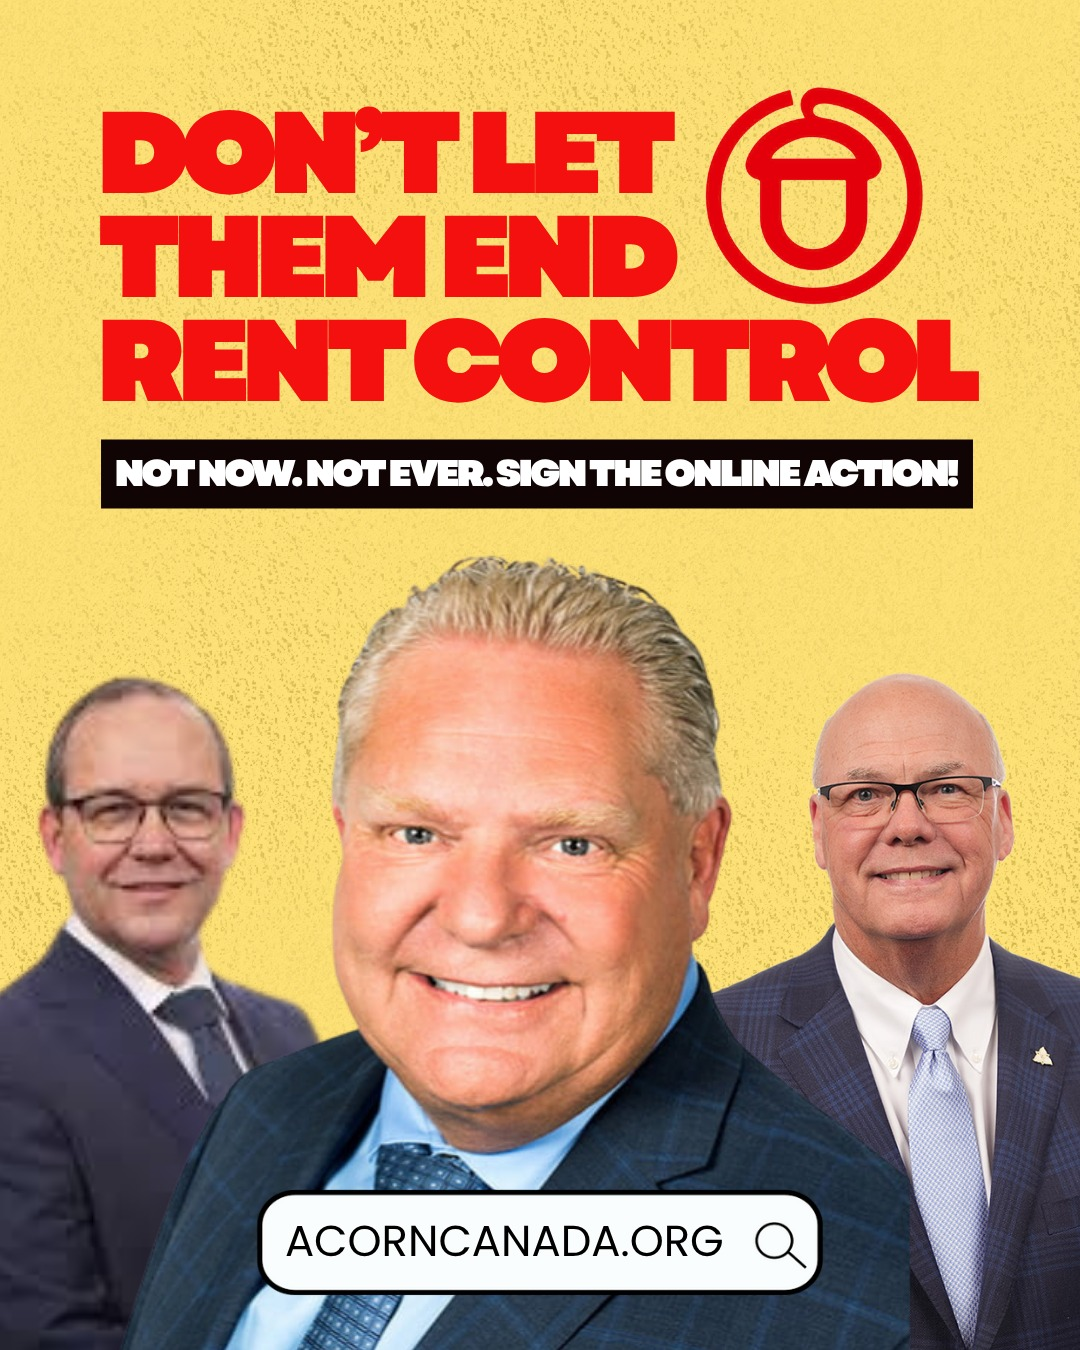 DON'T LET
THEM END
RENT CONTROL
NOT NOW. NOT EVER. SIGN THE ONLINE ACTION!
ACORNCANADA.ORG